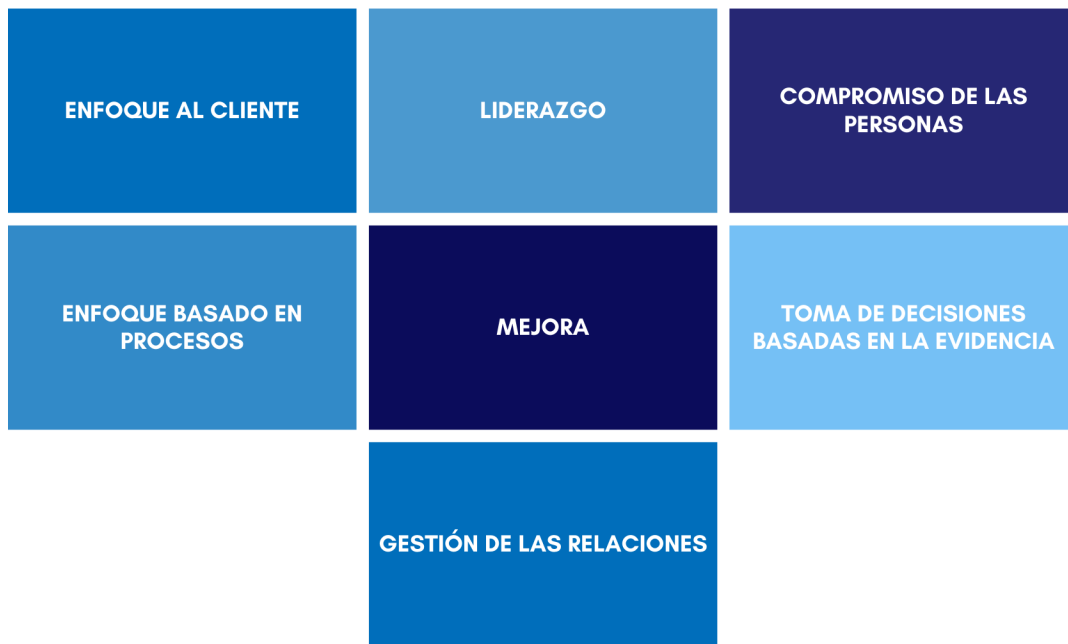 ENFOQUE AL CLIENTE
LIDERAZGO
COMPROMISO DE LAS
PERSONAS
ENFOQUE BASADO EN
PROCESOS
MEJORA
TOMA DE DECISIONES
BASADAS EN LA EVIDENCIA
GESTIÓN DE LAS RELACIONES